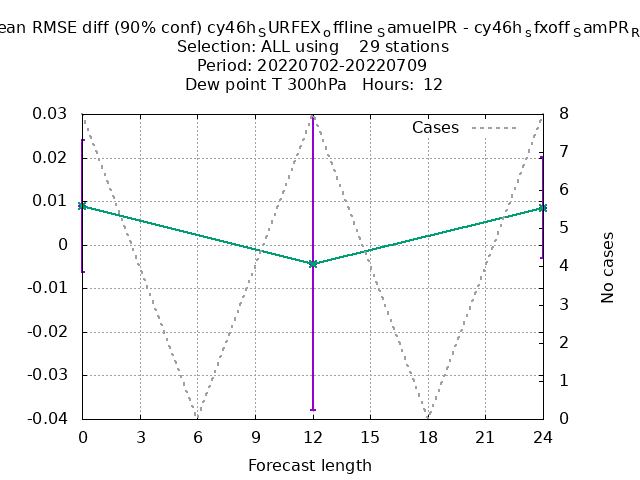 ean RMSE diff (90% conf) cy46h_SURFEX_offline_SamuelPR - cy46h_sfxoff_SamPR_R
Selection: ALL using    29 stations
Period: 20220702-20220709
Dew point T 300hPa   Hours:  12
Cases
0.03
0.02
0.01
0
-0.01
-0.02
-0.03
-0.04
8
7
6
5
4
3
2
1
0
No cases
0 3 6 9 12 15 18 21 24
Forecast length